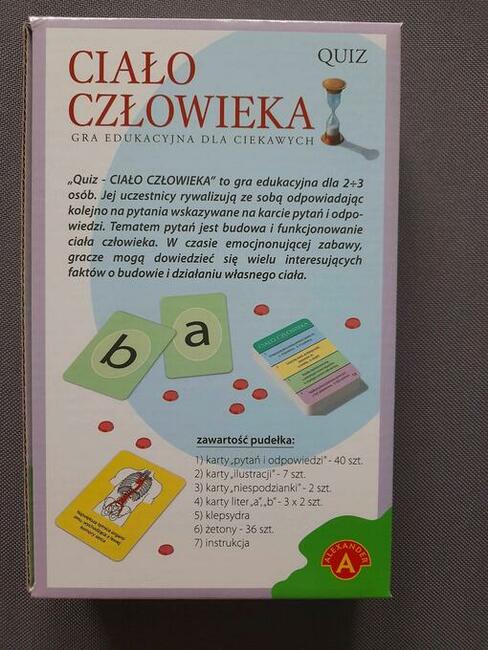 CIAŁO
QUIZ
CZŁOWIEKA
GRA EDUKACYJNA DLA CIEKAWYCH
„Quiz - CIAŁO CZŁOWIEKA” to gra edukacyjna dla 2÷3
osób. Jej uczestnicy rywalizują ze sobą odpowiadając
kolejno na pytania wskazywane na karcie pytań i odpo-
wiedzi. Tematem pytań jest budowa i funkcjonowanie
ciała człowieka. W czasie emocjnonującej zabawy,
gracze mogą dowiedzieć się wielu interesujących
faktów o budowie i działaniu własnego ciała.
b
a
CIAŁO CZŁOWIEKA
zawartość pudełka:
1) karty „pytań i odpowiedzi” - 40 szt.
2) karty „ilustracji” - 7 szt.
3) karty „niespodzianki” - 2 szt.
4) karty liter „a”, „b” - 3 x 2 szt.
5) klepsydra
6) żetony - 36 szt.
7) instrukcja
ALEXANDER
A